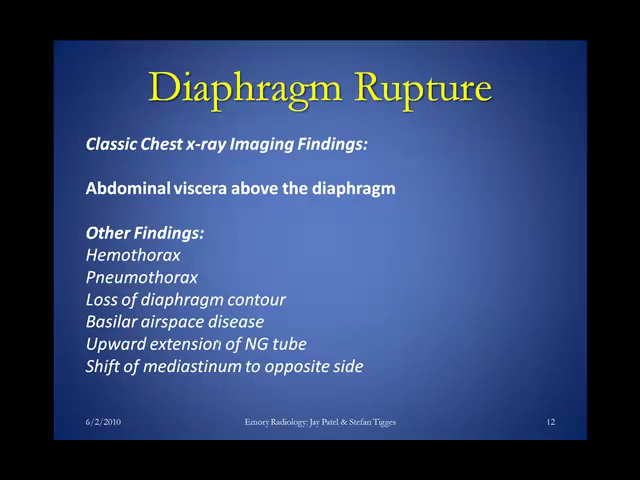 Diaphragm Rupture
Classic Chest x-ray Imaging Findings:
Abdominal viscera above the diaphragm
Other Findings:
Hemothorax
Pneumothorax
Loss of diaphragm contour
Basilar airspace disease
Upward extension of NG tube
Shift of mediastinum to opposite side
6/2/2010 Emory Radiology: Jay Patel & Stefan Tigges 12